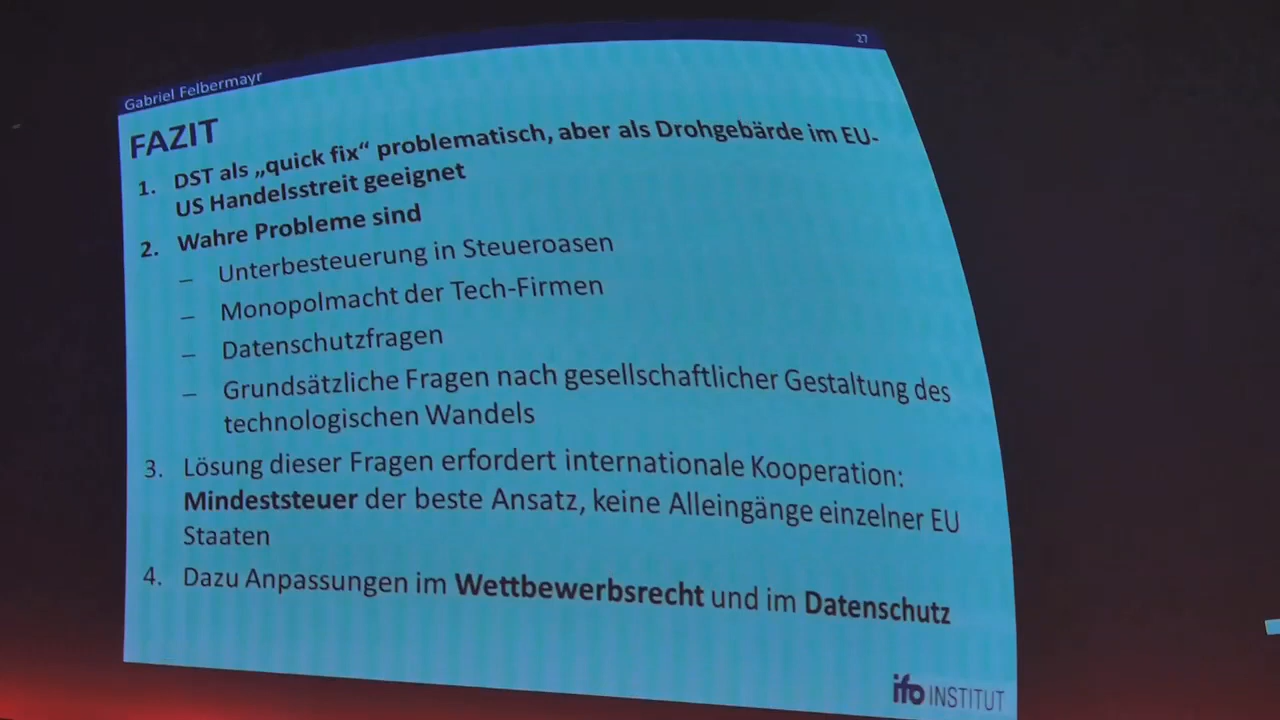 Gabriel Felbermayr
27
FAZIT
1. DST als „quick fix“ problematisch, aber als Drohgebärde im EU-
US Handelsstreit geeignet
2. Wahre Probleme sind
– Unterbesteuerung in Steueroasen
– Monopolmacht der Tech-Firmen
– Datenschutzfragen
– Grundsätzliche Fragen nach gesellschaftlicher Gestaltung des
technologischen Wandels
3. Lösung dieser Fragen erfordert internationale Kooperation:
Mindeststeuer der beste Ansatz, keine Alleingänge einzelner EU
Staaten
4. Dazu Anpassungen im Wettbewerbsrecht und im Datenschutz
ifo INSTITUT